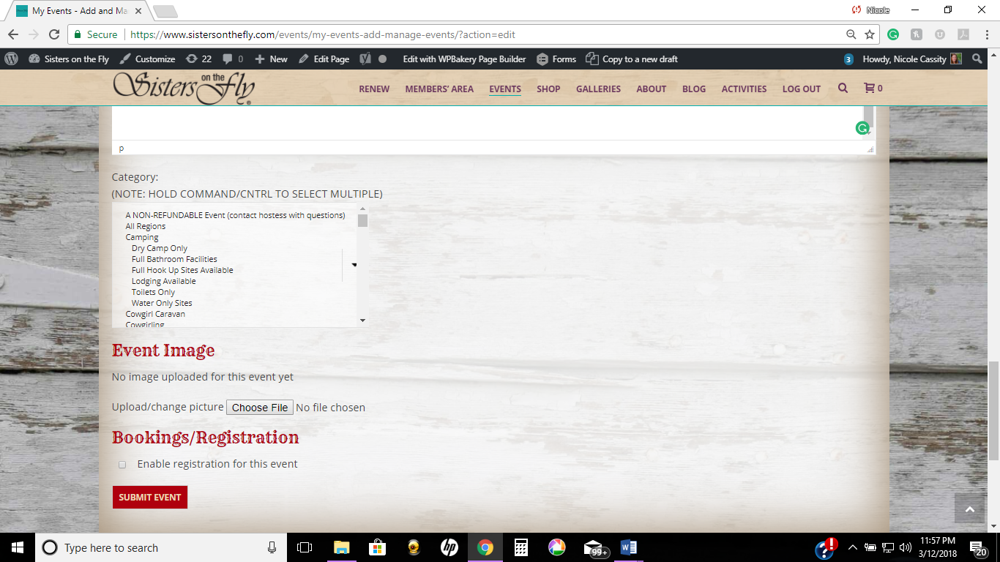 My Events - Add and Ma
Nicole
Secure https://www.sistersonthefly.com/events/my-events-add-manage-events/?action=edit
Sisters on the Fly Customize 22 0 New Edit Page Edit with WPBakery Page Builder Forms Copy to a new draft 3 Howdy, Nicole Cassity
Sisters on the Fly ®
RENEW MEMBERS' AREA EVENTS SHOP GALLERIES ABOUT BLOG ACTIVITIES LOG OUT 0
p
Category:
(NOTE: HOLD COMMAND/CNTRL TO SELECT MULTIPLE)
A NON-REFUNDABLE Event (contact hostess with questions)
All Regions
Camping
Dry Camp Only
Full Bathroom Facilities
Full Hook Up Sites Available
Lodging Available
Toilets Only
Water Only Sites
Cowgirl Caravan
Cowgirling
Event Image
No image uploaded for this event yet
Upload/change picture Choose File No file chosen
Bookings/Registration
Enable registration for this event
SUBMIT EVENT
Type here to search
hp
99+
11:57 PM
3/12/2018
20